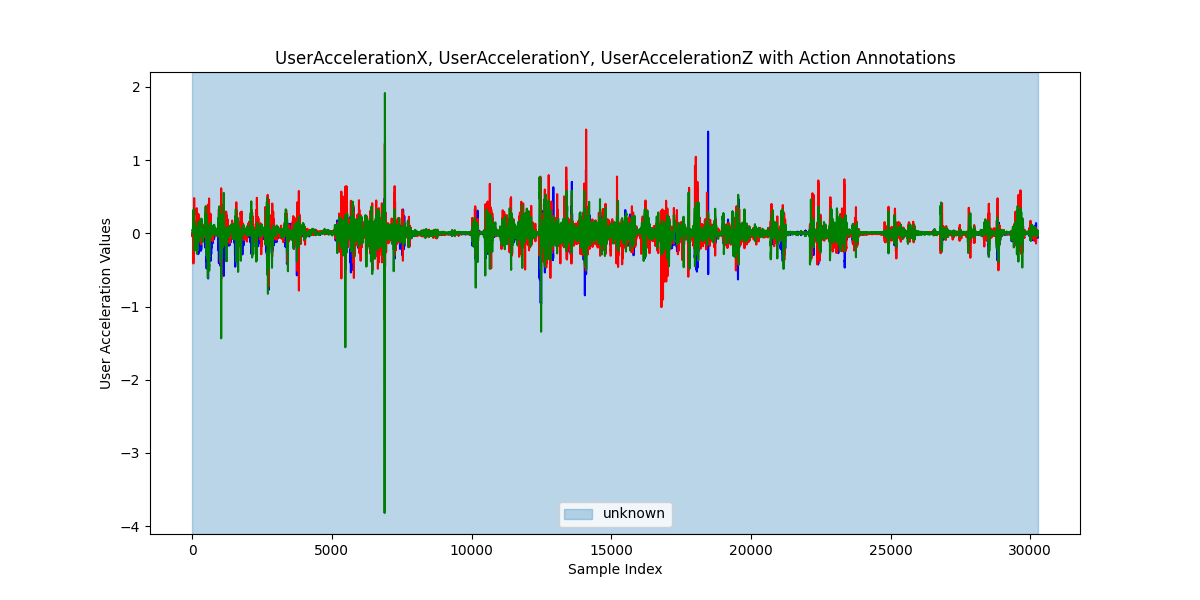 UserAccelerationX, UserAccelerationY, UserAccelerationZ with Action Annotations
User Acceleration Values
2
1
0
−1
−2
−3
−4
unknown
0 5000 10000 15000 20000 25000 30000
Sample Index